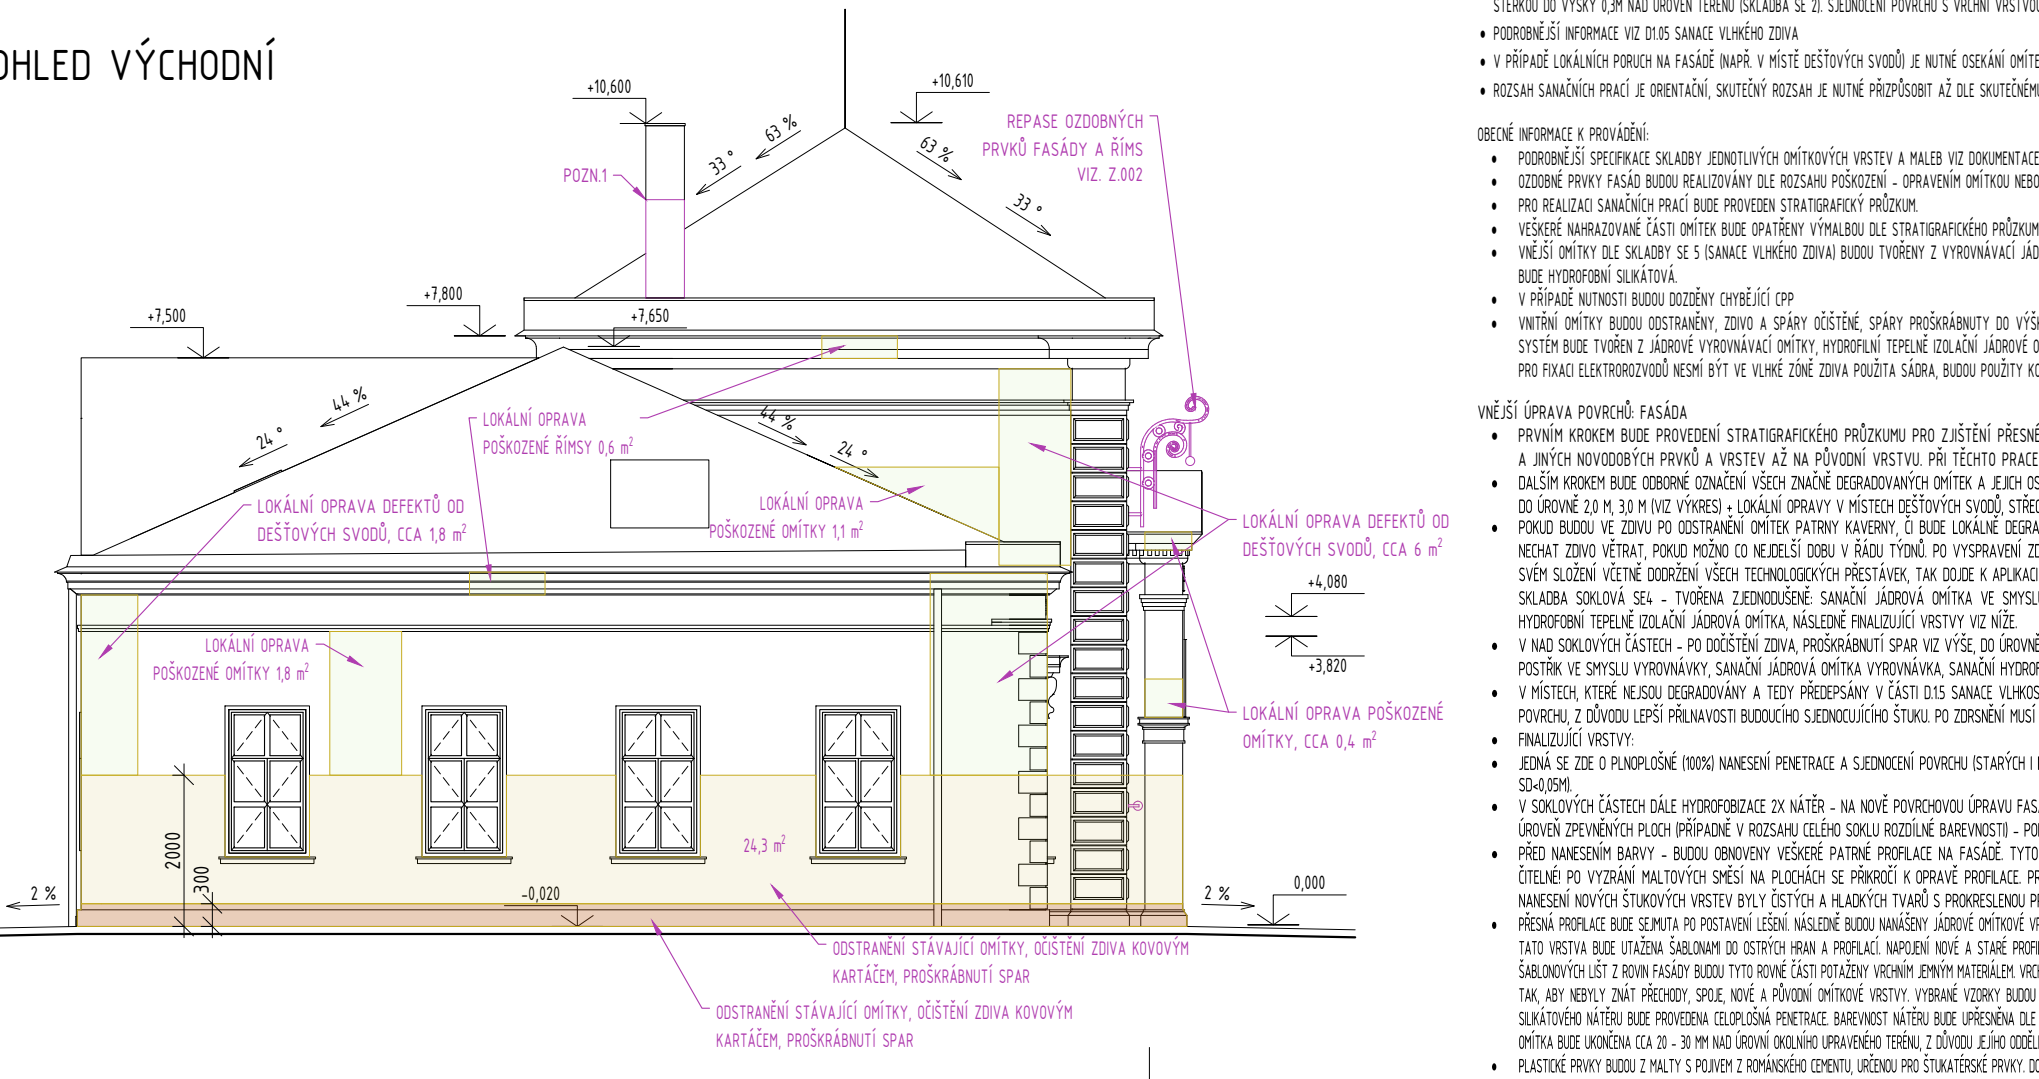 OHLED VÝCHODNÍ
+10,600
+10,610
63 %
33 °
63 %
33 °
REPASE OZDOBNÝCH
PRVKŮ FASÁDY A ŘÍMS
VIZ. Z.002
POZN.1
+7,800
+7,500
+7,650
44 %
24 °
44 %
24 °
LOKÁLNÍ OPRAVA
POŠKOZENÉ ŘÍMSY 0,6 m²
LOKÁLNÍ OPRAVA DEFEKTŮ OD
DEŠŤOVÝCH SVODŮ, CCA 1,8 m²
LOKÁLNÍ OPRAVA
POŠKOZENÉ OMÍTKY 1,1 m²
LOKÁLNÍ OPRAVA DEFEKTŮ OD
DEŠŤOVÝCH SVODŮ, CCA 6 m²
+4,080
+3,820
LOKÁLNÍ OPRAVA
POŠKOZENÉ OMÍTKY 1,8 m²
LOKÁLNÍ OPRAVA POŠKOZENÉ
OMÍTKY, CCA 0,4 m²
24,3 m²
2000
300
2 %
-0,020
2 %
0,000
ODSTRANĚNÍ STÁVAJÍCÍ OMÍTKY, OČIŠTĚNÍ ZDIVA KOVOVÝM
KARTÁČEM, PROŠKRÁBNUTÍ SPAR
ODSTRANĚNÍ STÁVAJÍCÍ OMÍTKY, OČIŠTĚNÍ ZDIVA KOVOVÝM
KARTÁČEM, PROŠKRÁBNUTÍ SPAR
STĚRKOU DO VÝŠKY 0,3M NAD ÚROVEŇ TERÉNU (SKLADBA SE 2). SJEDNOCENÍ POVRCHU S VRCHNÍ VRSTVOU
• PODROBNĚJŠÍ INFORMACE VIZ D1.05 SANACE VLHKÉHO ZDIVA
• V PŘÍPADĚ LOKÁLNÍCH PORUCH NA FASÁDĚ (NAPŘ. V MÍSTĚ DEŠŤOVÝCH SVODŮ) JE NUTNÉ OSEKÁNÍ OMÍTE
• ROZSAH SANAČNÍCH PRACÍ JE ORIENTAČNÍ, SKUTEČNÝ ROZSAH JE NUTNÉ PŘIZPŮSOBIT AŽ DLE SKUTEČNÉMU
OBECNÉ INFORMACE K PROVÁDĚNÍ:
• PODROBNĚJŠÍ SPECIFIKACE SKLADBY JEDNOTLIVÝCH OMÍTKOVÝCH VRSTEV A MALEB VIZ DOKUMENTACE
• OZDOBNÉ PRVKY FASÁD BUDOU REALIZOVÁNY DLE ROZSAHU POŠKOZENÍ - OPRAVENÍM OMÍTKOU NEBO
• PRO REALIZACI SANAČNÍCH PRACÍ BUDE PROVEDEN STRATIGRAFICKÝ PRŮZKUM.
• VEŠKERÉ NAHRAZOVANÉ ČÁSTI OMÍTEK BUDE OPATŘENY VÝMALBOU DLE STRATIGRAFICKÉHO PRŮZKUM
• VNĚJŠÍ OMÍTKY DLE SKLADBY SE 5 (SANACE VLHKÉHO ZDIVA) BUDOU TVOŘENY Z VYROVNÁVACÍ JÁD
BUDE HYDROFOBNÍ SILIKÁTOVÁ.
• V PŘÍPADĚ NUTNOSTI BUDOU DOZDĚNY CHYBĚJÍCÍ CPP
• VNITŘNÍ OMÍTKY BUDOU ODSTRANĚNY, ZDIVO A SPÁRY OČIŠTĚNÉ, SPÁRY PROŠKRÁBNUTY DO VÝŠK
SYSTÉM BUDE TVOŘEN Z JÁDROVÉ VYROVNÁVACÍ OMÍTKY, HYDROFILNÍ TEPELNĚ IZOLAČNÍ JÁDROVÉ O
PRO FIXACI ELEKTROROZVODŮ NESMÍ BÝT VE VLHKÉ ZÓNĚ ZDIVA POUŽITA SÁDRA, BUDOU POUŽITY KO
VNĚJŠÍ ÚPRAVA POVRCHŮ: FASÁDA
• PRVNÍM KROKEM BUDE PROVEDENÍ STRATIGRAFICKÉHO PRŮZKUMU PRO ZJIŠTĚNÍ PŘESNÉ
A JINÝCH NOVODOBÝCH PRVKŮ A VRSTEV AŽ NA PŮVODNÍ VRSTVU. PŘI TĚCHTO PRACE
• DALŠÍM KROKEM BUDE ODBORNÉ OZNAČENÍ VŠECH ZNAČNĚ DEGRADOVANÝCH OMÍTEK A JEJICH OS
DO ÚROVNĚ 2,0 M, 3,0 M (VIZ VÝKRES) + LOKÁLNÍ OPRAVY V MÍSTECH DEŠŤOVÝCH SVODŮ, STŘEC
• POKUD BUDOU VE ZDIVU PO ODSTRANĚNÍ OMÍTEK PATRNY KAVERNY, ČI BUDE LOKÁLNĚ DEGRA
NECHAT ZDIVO VĚTRAT, POKUD MOŽNO CO NEJDELŠÍ DOBU V ŘÁDU TÝDNŮ. PO VYSPRAVENÍ ZD
SVÉM SLOŽENÍ VČETNĚ DODRŽENÍ VŠECH TECHNOLOGICKÝCH PŘESTÁVEK, TAK DOJDE K APLIKACI
SKLADBA SOKLOVÁ SE4 - TVOŘENA ZJEDNODUŠENĚ: SANAČNÍ JÁDROVÁ OMÍTKA VE SMYSLU
HYDROFOBNÍ TEPELNĚ IZOLAČNÍ JÁDROVÁ OMÍTKA, NÁSLEDNĚ FINALIZUJÍCÍ VRSTVY VIZ NÍŽE.
• V NAD SOKLOVÝCH ČÁSTECH - PO DOČIŠTĚNÍ ZDIVA, PROŠKRÁBNUTÍ SPAR VIZ VÝŠE, DO ÚROVNĚ
POSTŘIK VE SMYSLU VYROVNÁVKY, SANAČNÍ JÁDROVÁ OMÍTKA VYROVNÁVKA, SANAČNÍ HYDROF
• V MÍSTECH, KTERÉ NEJSOU DEGRADOVÁNY A TEDY PŘEDEPSÁNY V ČÁSTI D.1.5 SANACE VLHKOS
POVRCHU, Z DŮVODU LEPŠÍ PŘILNAVOSTI BUDOUCÍHO SJEDNOCUJÍCÍHO ŠTUKU. PO ZDRSNĚNÍ MUSÍ
• FINALIZUJÍCÍ VRSTVY:
• JEDNÁ SE ZDE O PLNOPLOŠNÉ (100%) NANESENÍ PENETRACE A SJEDNOCENÍ POVRCHU (STARÝCH I
SD<0,05M).
• V SOKLOVÝCH ČÁSTECH DÁLE HYDROFOBIZACE 2X NÁTĚR - NA NOVĚ POVRCHOVOU ÚPRAVU FAS
ÚROVEŇ ZPEVNĚNÝCH PLOCH (PŘÍPADNĚ V ROZSAHU CELÉHO SOKLU ROZDÍLNÉ BAREVNOSTI) - PO
• PŘED NANESENÍM BARVY - BUDOU OBNOVENY VEŠKERÉ PATRNÉ PROFILACE NA FASÁDĚ. TYTO
ČITELNÉ! PO VYZRÁNÍ MALTOVÝCH SMĚSÍ NA PLOCHÁCH SE PŘIKROČÍ K OPRAVĚ PROFILACE. PR
NANESENÍ NOVÝCH ŠTUKOVÝCH VRSTEV BYLY ČISTÝCH A HLADKÝCH TVARŮ S PROKRESLENOU P
• PŘESNÁ PROFILACE BUDE SEJMUTA PO POSTAVENÍ LEŠENÍ. NÁSLEDNĚ BUDOU NANÁŠENY JÁDROVÉ OMÍTKOVÉ VR
TATO VRSTVA BUDE UTAŽENA ŠABLONAMI DO OSTRÝCH HRAN A PROFILACÍ. NAPOJENÍ NOVÉ A STARÉ PROFI
ŠABLONOVÝCH LIŠT Z ROVIN FASÁDY BUDOU TYTO ROVNÉ ČÁSTI POTAŽENY VRCHNÍM JEMNÝM MATERIÁLEM. VRC
TAK, ABY NEBYLY ZNÁT PŘECHODY, SPOJE, NOVÉ A PŮVODNÍ OMÍTKOVÉ VRSTVY. VYBRANÉ VZORKY BUDOU
SILIKÁTOVÉHO NÁTĚRU BUDE PROVEDENA CELOPLOŠNÁ PENETRACE. BAREVNOST NÁTĚRU BUDE UPŘESNĚNA DLE
OMÍTKA BUDE UKONČENA CCA 20 - 30 MM NAD ÚROVNÍ OKOLNÍHO UPRAVENÉHO TERÉNU, Z DŮVODU JEJÍHO ODDĚL
• PLASTICKÉ PRVKY BUDOU Z MALTY S POJIVEM Z ROMÁNSKÉHO CEMENTU, URČENOU PRO ŠTUKATÉRSKÉ PRVKY. DO